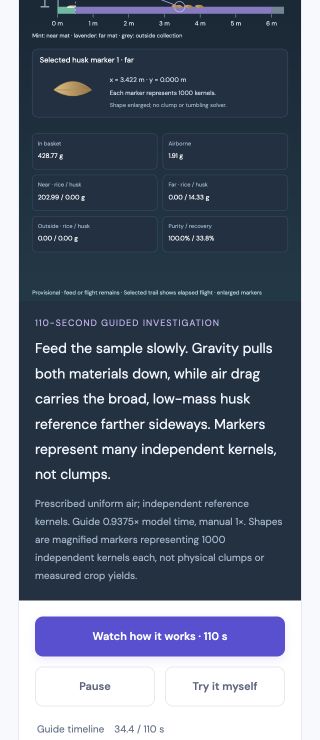 0 m 1 m 2 m 3 m 4 m 5 m 6 m
Mint: near mat · lavender: far mat · grey: outside collection
Selected husk marker 1 · far
x = 3.422 m · y = 0.000 m
Each marker represents 1000 kernels.
Shape enlarged; no clump or tumbling solver.
In basket
428.77 g
Airborne
1.91 g
Near · rice / husk
202.99 / 0.00 g
Far · rice / husk
0.00 / 14.33 g
Outside · rice / husk
0.00 / 0.00 g
Purity / recovery
100.0% / 33.8%
Provisional · feed or flight remains · Selected trail shows elapsed flight · enlarged markers
110-SECOND GUIDED INVESTIGATION
Feed the sample slowly. Gravity pulls
both materials down, while air drag
carries the broad, low-mass husk
reference farther sideways. Markers
represent many independent kernels,
not clumps.
Prescribed uniform air; independent reference
kernels. Guide 0.9375× model time, manual 1×. Shapes
are magnified markers representing 1000
independent kernels each, not physical clumps or
measured crop yields.
Watch how it works · 110 s
Pause
Try it myself
Guide timeline 34.4 / 110 s